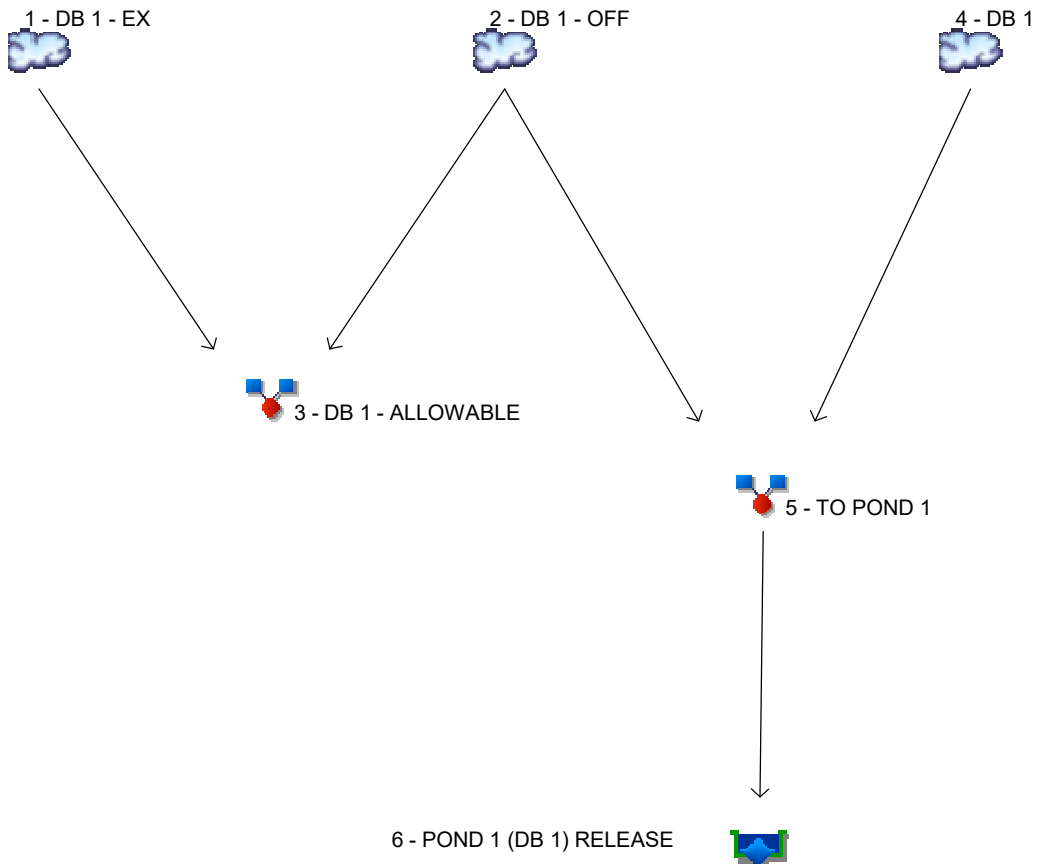 1 - DB 1 - EX
2 - DB 1 - OFF
4 - DB 1
3 - DB 1 - ALLOWABLE
5 - TO POND 1
6 - POND 1 (DB 1) RELEASE